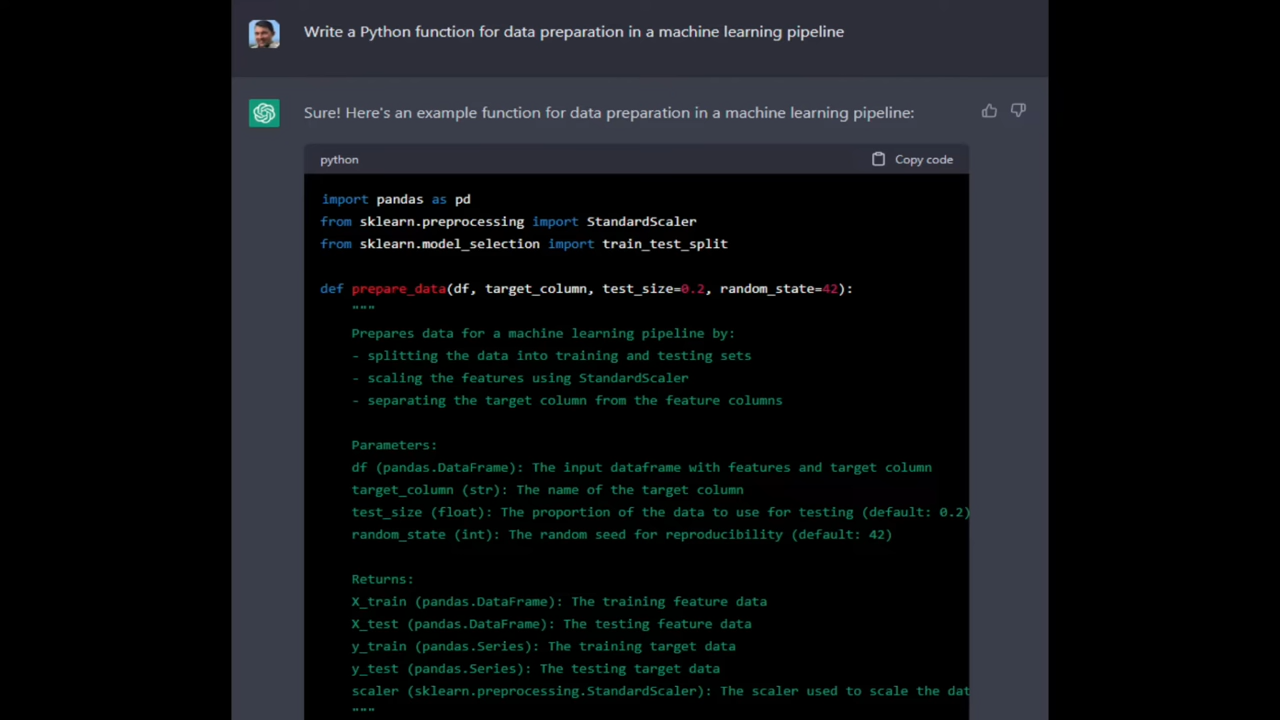 Write a Python function for data preparation in a machine learning pipeline
Sure! Here's an example function for data preparation in a machine learning pipeline:
python
Copy code
import pandas as pd
from sklearn.preprocessing import StandardScaler
from sklearn.model_selection import train_test_split
def prepare_data(df, target_column, test_size=0.2, random_state=42):
"""
Prepares data for a machine learning pipeline by:
- splitting the data into training and testing sets
- scaling the features using StandardScaler
- separating the target column from the feature columns
Parameters:
df (pandas.DataFrame): The input dataframe with features and target column
target_column (str): The name of the target column
test_size (float): The proportion of the data to use for testing (default: 0.2)
random_state (int): The random seed for reproducibility (default: 42)
Returns:
X_train (pandas.DataFrame): The training feature data
X_test (pandas.DataFrame): The testing feature data
y_train (pandas.Series): The training target data
y_test (pandas.Series): The testing target data
scaler (sklearn.preprocessing.StandardScaler): The scaler used to scale the dat
"""